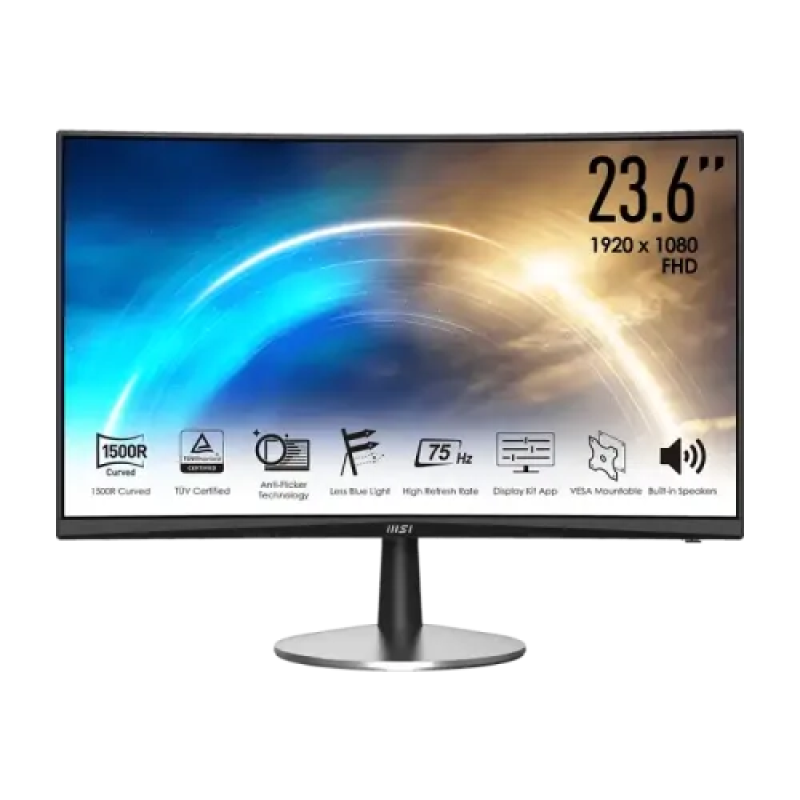 23.6”
1920 x 1080
FHD
1500R
Curved
1500R Curved
CERTIFIED
TÜV Certified
Anti-Flicker
Technology
Less Blue Light
75 Hz
High Refresh Rate
Display Kit App
VESA Mountable
Built-in Speakers
msi